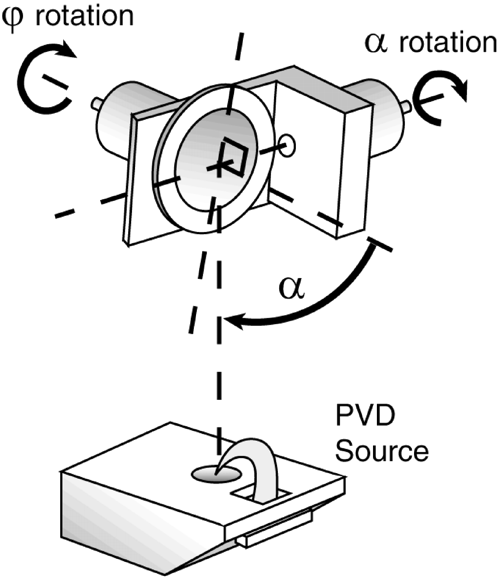 φ rotation
α rotation
α
PVD
Source